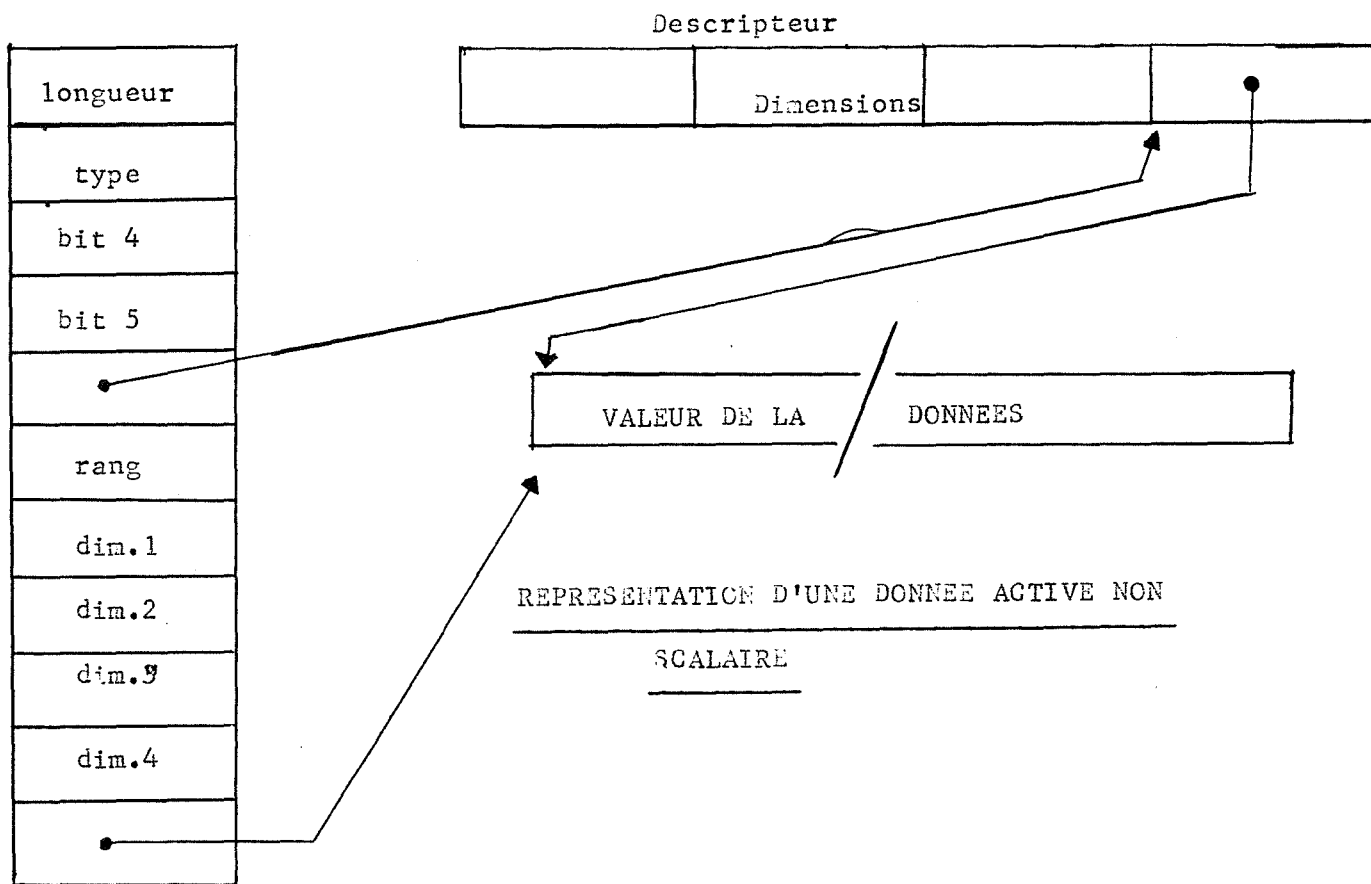 Descripteur
longueur
Dimensions
type
bit 4
bit 5
VALEUR DE LA DONNEES
rang
dim.1
REPRESENTATION D'UNE DONNEE ACTIVE NON
dim.2
SCALAIRE
dim.3
dim.4